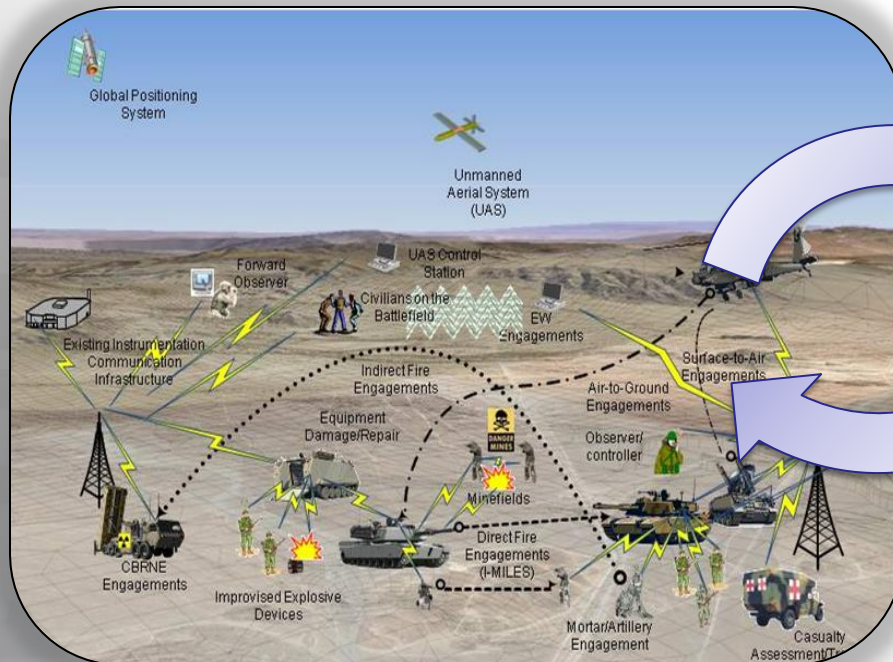 Global Positioning
System
Unmanned
Aerial System
(UAS)
UAS Control
Station
Forward
Observer
Civilians on the
Battlefield
EW
Engagements
Existing Instrumentation
Communication
Infrastructure
Indirect Fire
Engagements
Surface-to-Air
Engagements
Air-to-Ground
Engagements
Equipment
Damage/Repair
DANGER
MINES
Observer/
controller
Minefields
Direct Fire
Engagements
(I-MILES)
CBRNE
Engagements
Improvised Explosive
Devices
Mortar/Artillery
Engagement
Casualty